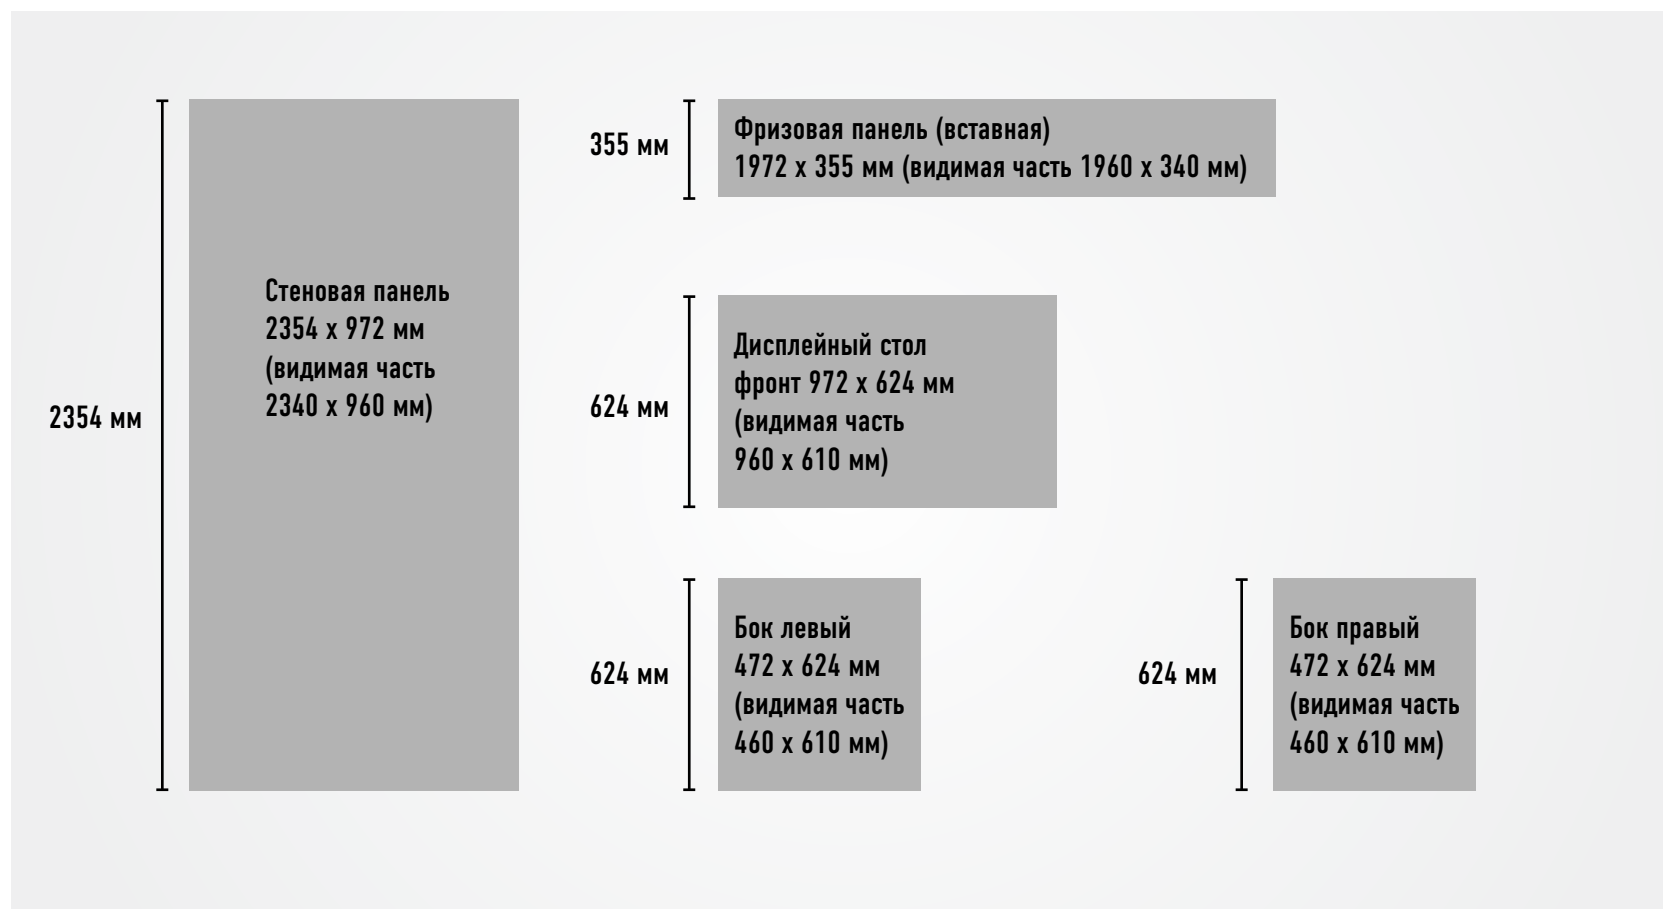 2354 мм
Стеновая панель
2354 x 972 мм
(видимая часть
2340 x 960 мм)
355 мм
Фризовая панель (вставная)
1972 x 355 мм (видимая часть 1960 x 340 мм)
624 мм
Дисплейный стол
фронт 972 x 624 мм
(видимая часть
960 x 610 мм)
624 мм
Бок левый
472 x 624 мм
(видимая часть
460 x 610 мм)
624 мм
Бок правый
472 x 624 мм
(видимая часть
460 x 610 мм)